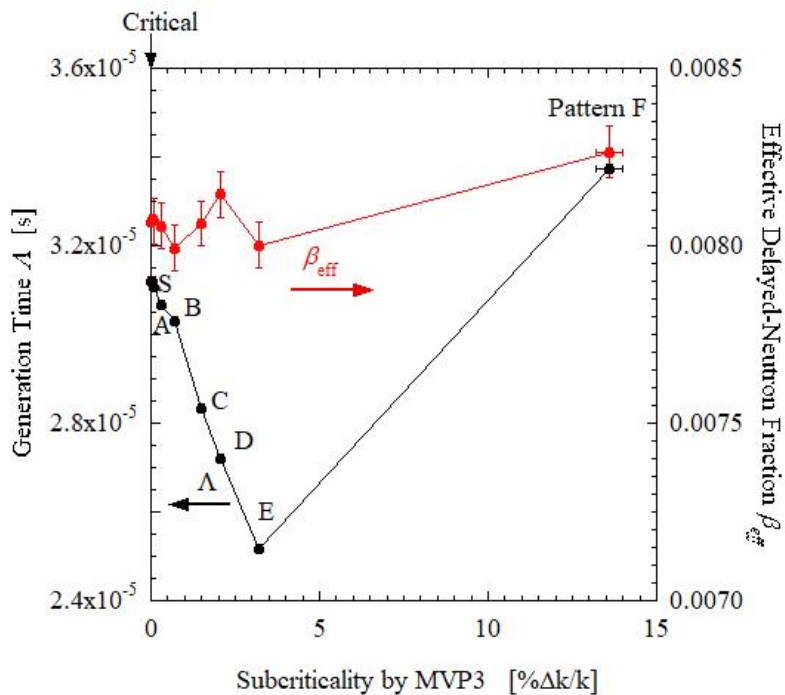 Critical
3.6x10⁻⁵
0.0085
Pattern F
3.2x10⁻⁵
0.0080
β_eff
S
A
B
2.8x10⁻⁵
0.0075
C
D
Λ
E
2.4x10⁻⁵
0.0070
0
5
10
15
Subcriticality by MVP3 [%Δk/k]
Generation Time Λ [s]
Effective Delayed-Neutron Fraction β_eff